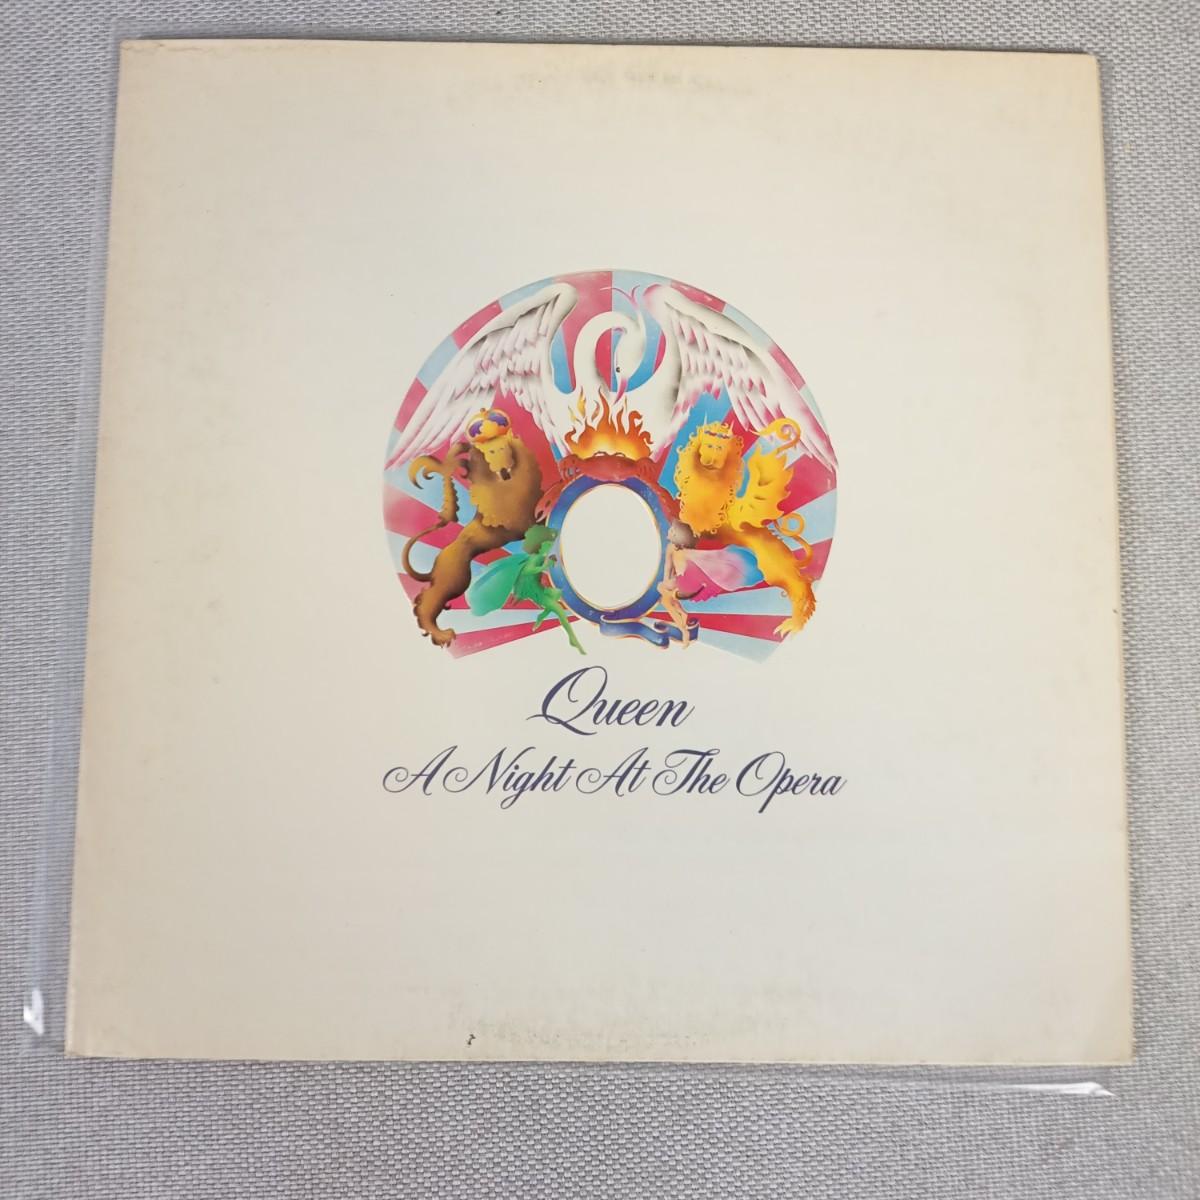 Queen
A Night At The Opera